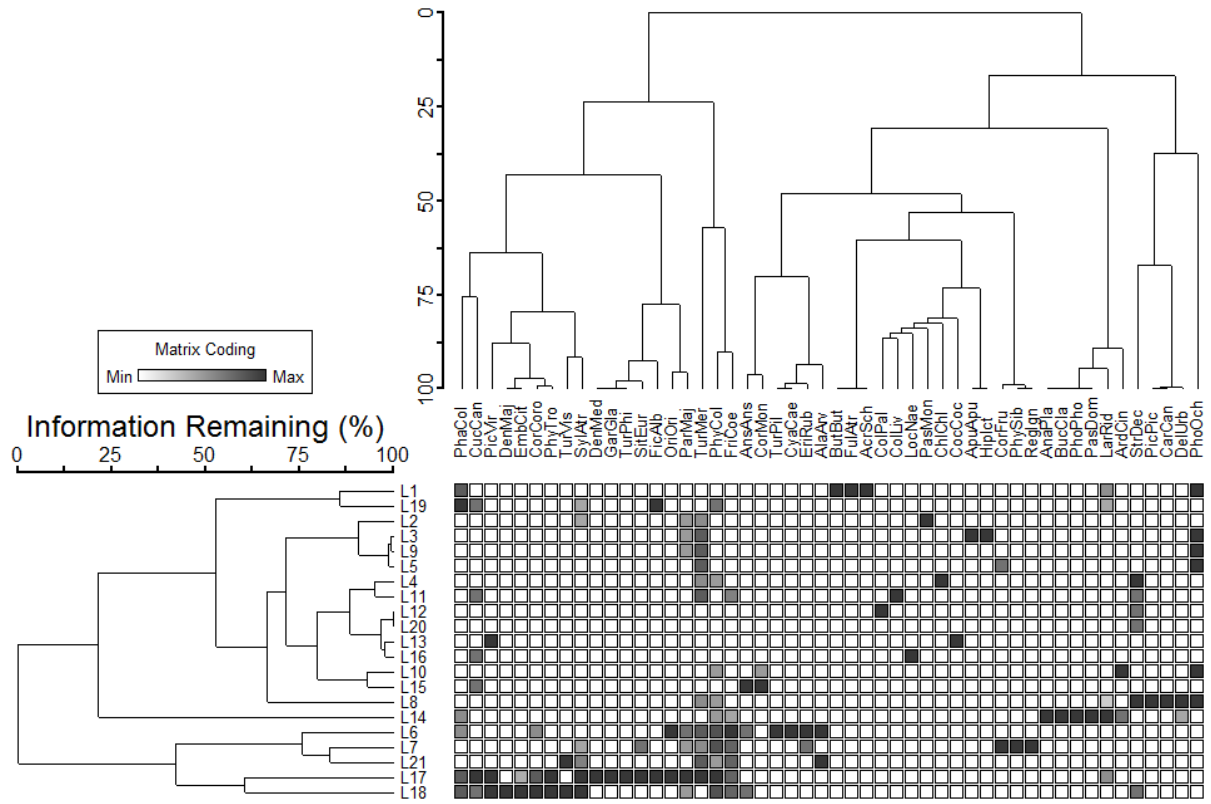 0
25
50
75
100
Matrix Coding
Min Max
Information Remaining (%)
0 25 50 75 100
PhaCol CucCan PicVir DenMaj EmbCit CorCoro PhyTro TurVis SylAtr DenMed GarGla TurPhi SitEur FicAlb OriOri ParMaj TurMer PhyCol FriCoe AnsAns CorMon TurPil CyaCae EriRub AlaArv ButBut FulAtr AcrSch ColPal ColLiv LocNae PasMon ChlChl CocCoc ApuApu HipIct CorFru PhySib RegIgn AnaPla BucCla PhoPho PasDom LarRid ArdCin StrDec PicPic CarCan DelUrb PhoOch
L1
L19
L2
L3
L9
L5
L4
L11
L12
L20
L13
L16
L10
L15
L8
L14
L6
L7
L21
L17
L18